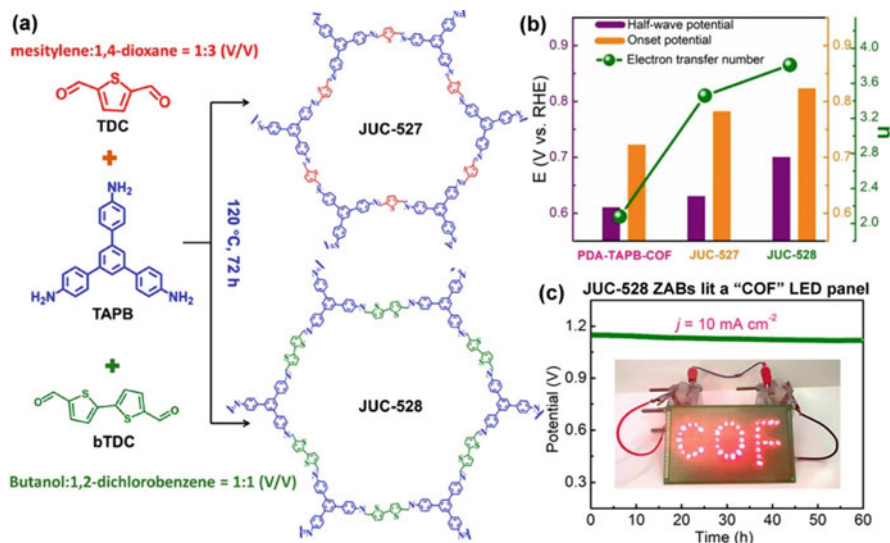 (a)
mesitylene:1,4-dioxane = 1:3 (V/V)
O
S
O
TDC
+
NH₂
H₂N
NH₂
TAPB
+
O
S
S
O
bTDC
Butanol:1,2-dichlorobenzene = 1:1 (V/V)
120 °C, 72 h
JUC-527
JUC-528
(b)
Half-wave potential
Onset potential
Electron transfer number
E (V vs. RHE)
0.9
0.8
0.7
0.6
0.9
0.8
0.7
0.6
4.0
3.6
3.2
2.8
2.4
2.0
n
PDA-TAPB-COF
JUC-527
JUC-528
(c)
JUC-528 ZABs lit a “COF” LED panel
j = 10 mA cm⁻²
COF
Potential (V)
1.2
0.9
0.6
0.3
0
10
20
30
40
50
60
Time (h)